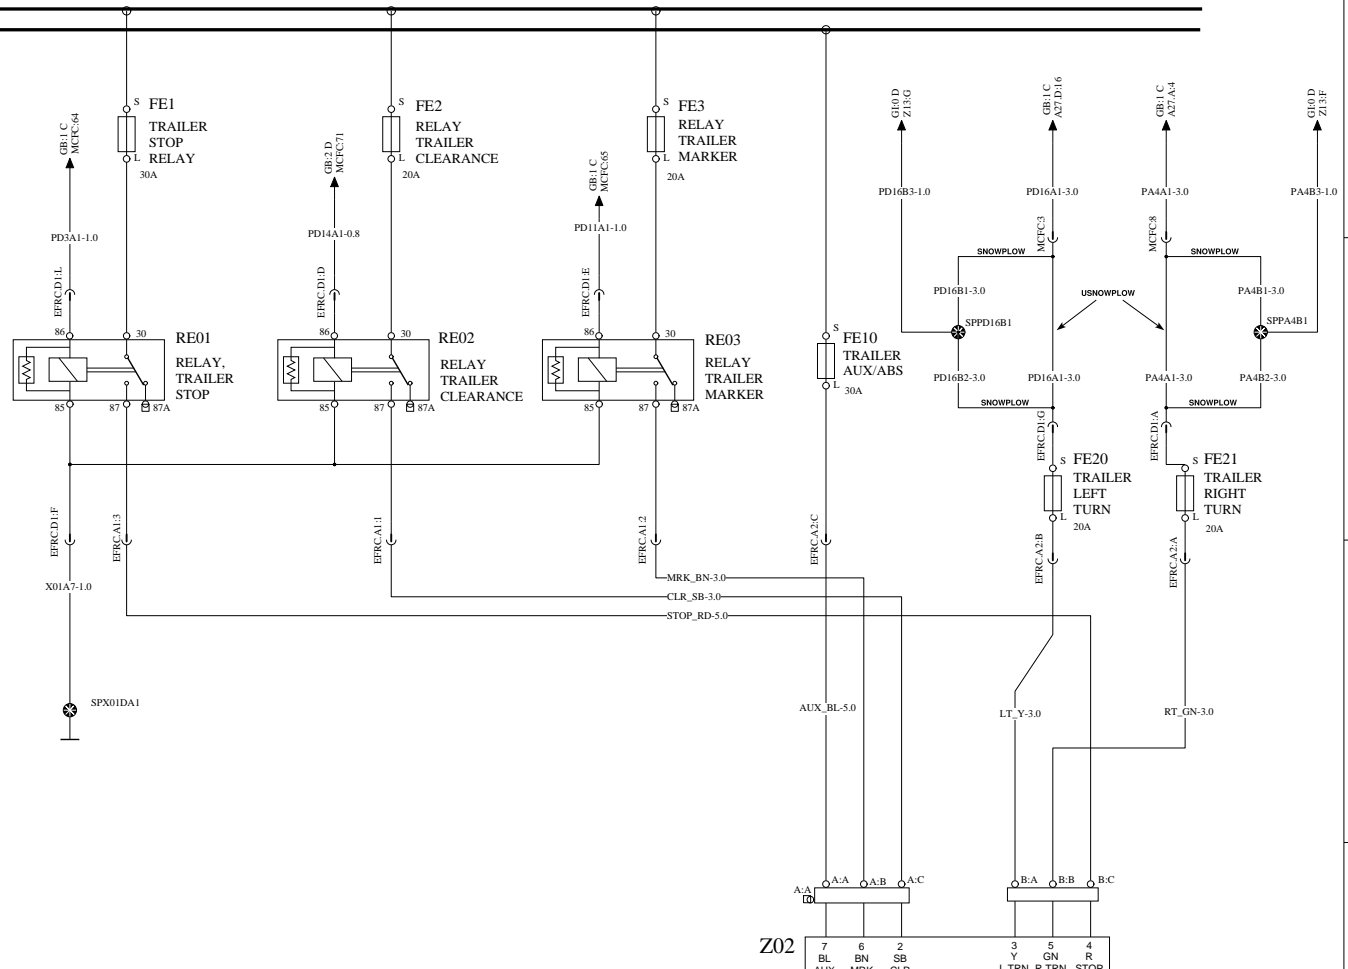 GB:1 C
MCFC:64
S
FE1
TRAILER
STOP
RELAY
L
30A
GB:2 D
MCFC:71
S
FE2
RELAY
TRAILER
CLEARANCE
L
20A
GB:1 C
MCFC:65
S
FE3
RELAY
TRAILER
MARKER
L
20A
GI:0 D
Z13:G
GB:1 C
A27.D:16
GB:1 C
A27.A:4
GI:0 D
Z13:F
PD3A1-1.0
PD14A1-0.8
PD11A1-1.0
PD16B3-1.0
PD16A1-3.0
PA4A1-3.0
PA4B3-1.0
MCFC:3
MCFC:8
SNOWPLOW
SNOWPLOW
EFRC.D1:L
EFRC.D1:D
EFRC.D1:E
PD16B1-3.0
USNOWPLOW
PA4B1-3.0
SPPD16B1
SPPA4B1
86
30
RE01
RELAY,
TRAILER
STOP
85
87
87A
86
30
RE02
RELAY
TRAILER
CLEARANCE
85
87
87A
86
30
RE03
RELAY
TRAILER
MARKER
85
87
87A
S
FE10
TRAILER
AUX/ABS
L
30A
PD16B2-3.0
PD16A1-3.0
PA4A1-3.0
PA4B2-3.0
SNOWPLOW
SNOWPLOW
EFRC.D1:G
EFRC.D1:A
S
FE20
TRAILER
LEFT
TURN
L
20A
S
FE21
TRAILER
RIGHT
TURN
L
20A
EFRC.D1:F
EFRC.A1:3
EFRC.A1:1
EFRC.A1:2
EFRC.A2:C
EFRC.A2:B
EFRC.A2:A
X01A7-1.0
MRK_BN-3.0
CLR_SB-3.0
STOP_RD-5.0
SPX01DA1
AUX_BL-5.0
LT_Y-3.0
RT_GN-3.0
A:A
A:A
A:B
A:C
B:A
B:B
B:C
Z02
7
6
2
3
5
4
BL
BN
SB
Y
GN
R
AUX
MRK
CLR
L TRN
R TRN
STOP